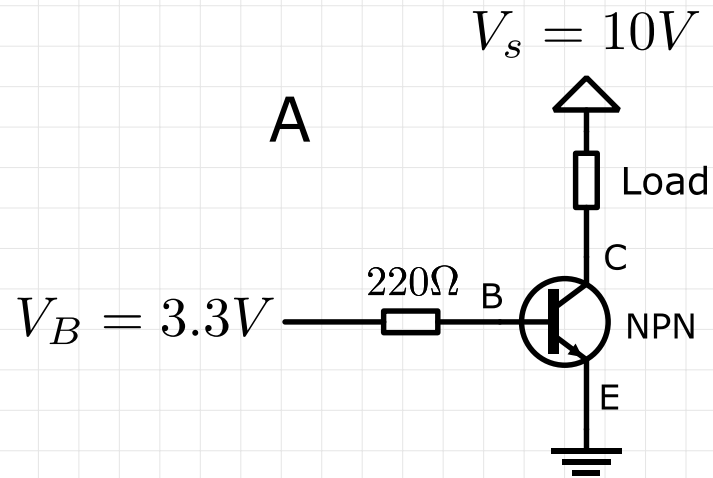 V_s = 10V
A
Load
C
220Ω
B
V_B = 3.3V
NPN
E